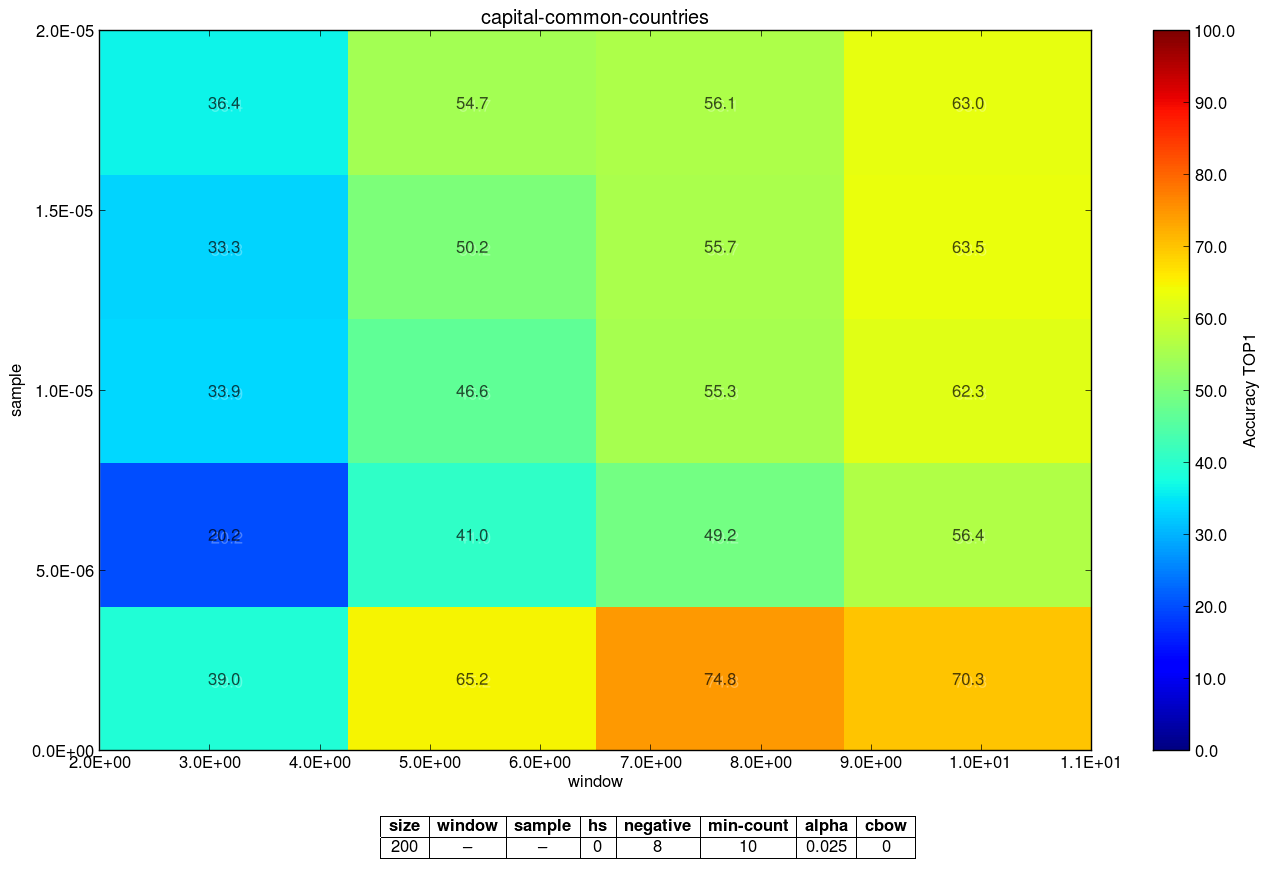 capital-common-countries
2.0E-05
36.4 54.7 56.1 63.0
1.5E-05
33.3 50.2 55.7 63.5
1.0E-05
33.9 46.6 55.3 62.3
5.0E-06
20.2 41.0 49.2 56.4
0.0E+00
39.0 65.2 74.8 70.3
sample
2.0E+00 3.0E+00 4.0E+00 5.0E+00 6.0E+00 7.0E+00 8.0E+00 9.0E+00 1.0E+01 1.1E+01
window
100.0
90.0
80.0
70.0
60.0
50.0
40.0
30.0
20.0
10.0
0.0
Accuracy TOP1
size window sample hs negative min-count alpha cbow
200 – – 0 8 10 0.025 0